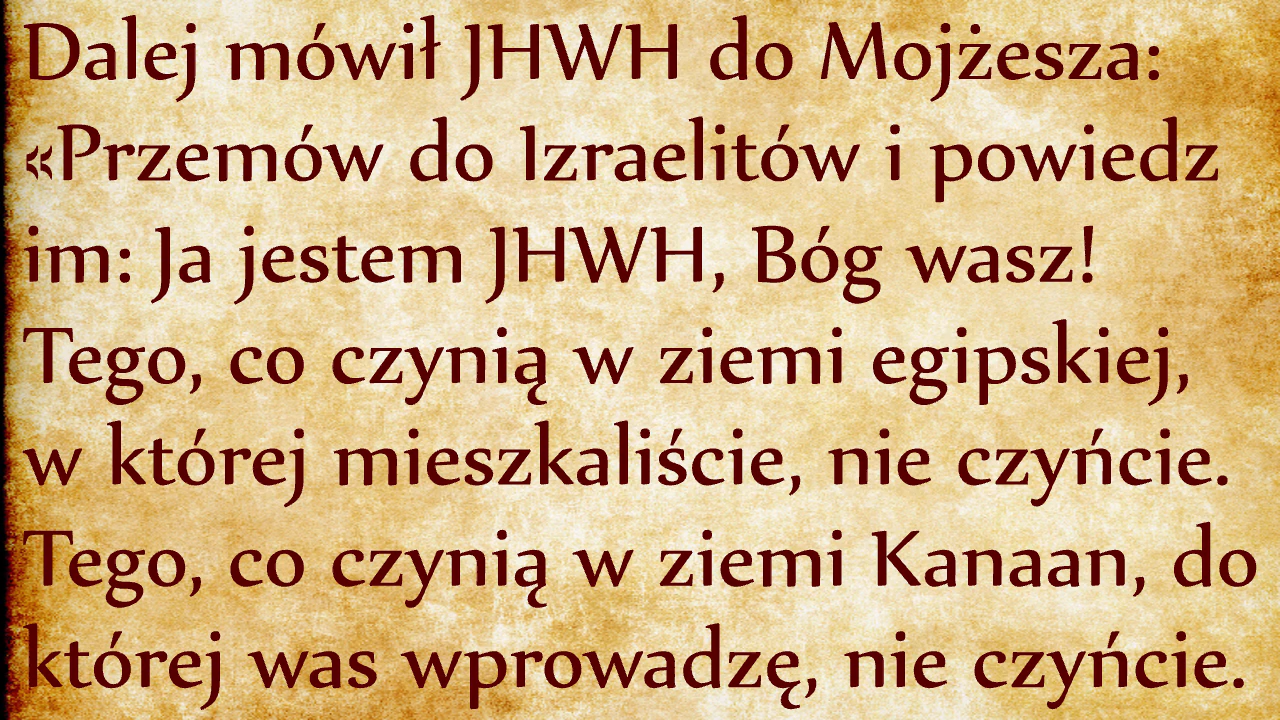 Dalej mówił JHWH do Mojżesza:
«Przemów do Izraelitów i powiedz
im: Ja jestem JHWH, Bóg wasz!
Tego, co czynią w ziemi egipskiej,
w której mieszkaliście, nie czyńcie.
Tego, co czynią w ziemi Kanaan, do
której was wprowadzę, nie czyńcie.